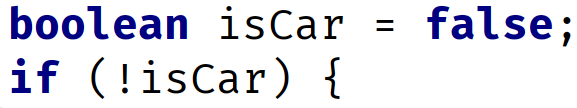 boolean isCar = false;
if (!isCar) {